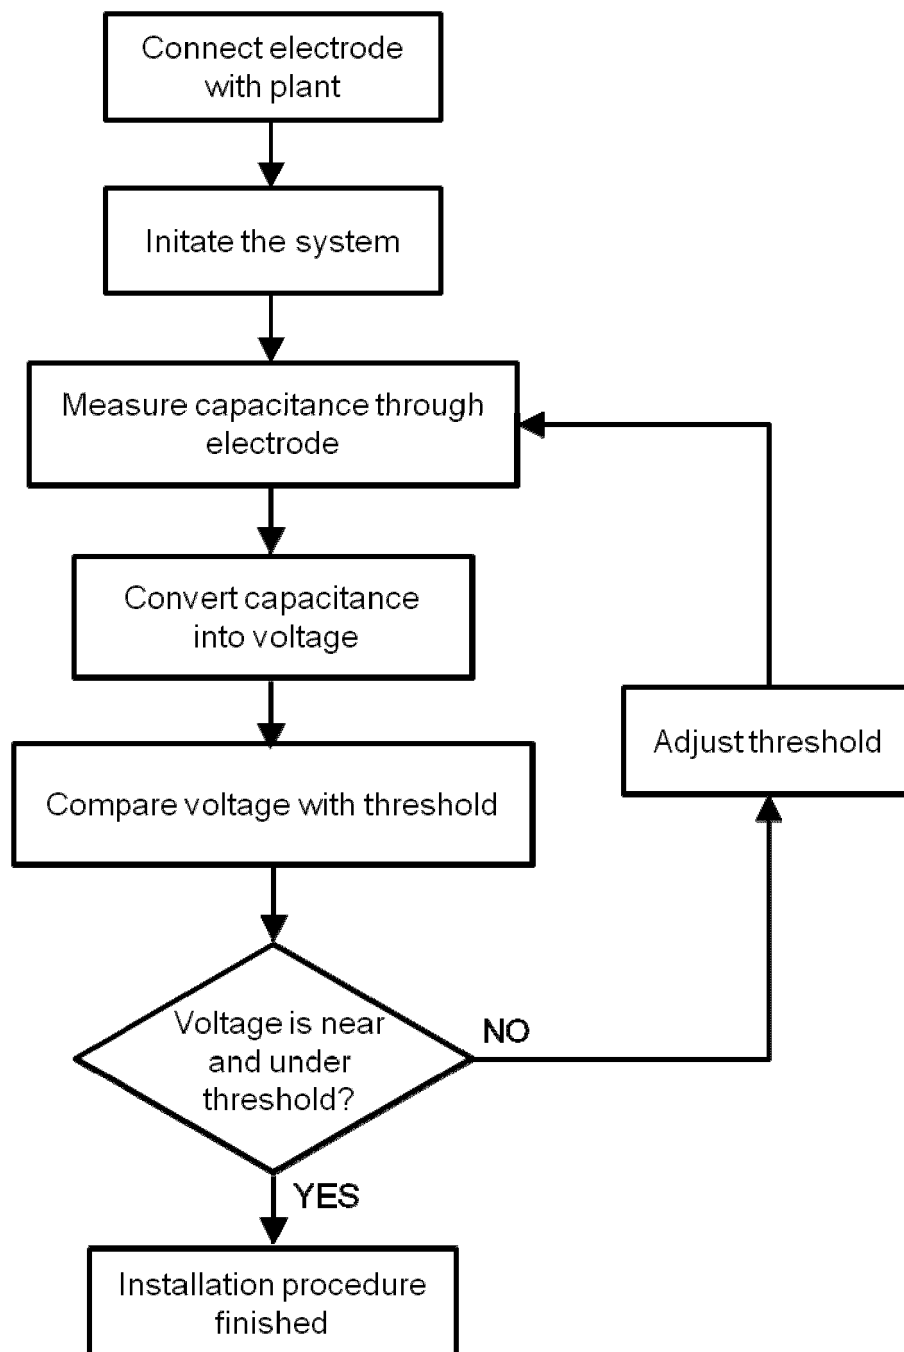 Connect electrode
with plant
Initate the system
Measure capacitance through
electrode
Convert capacitance
into voltage
Adjust threshold
Compare voltage with threshold
Voltage is near
and under
threshold?
NO
YES
Installation procedure
finished